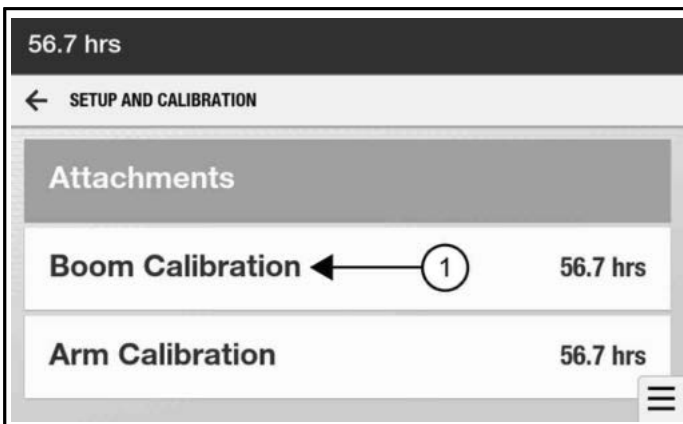 56.7 hrs
← SETUP AND CALIBRATION
Attachments
Boom Calibration 1 56.7 hrs
Arm Calibration 56.7 hrs